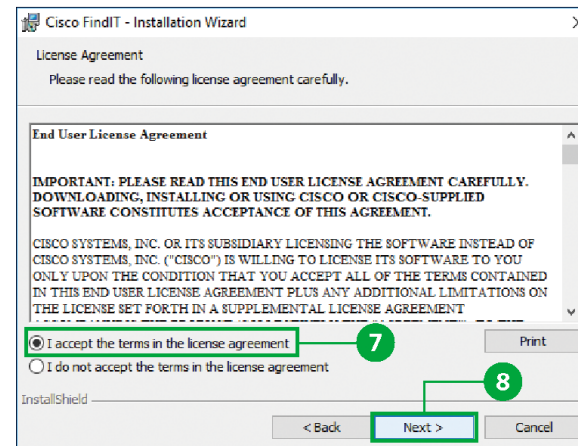 Cisco FindIT - Installation Wizard
License Agreement
Please read the following license agreement carefully.
End User License Agreement
IMPORTANT: PLEASE READ THIS END USER LICENSE AGREEMENT CAREFULLY.
DOWNLOADING, INSTALLING OR USING CISCO OR CISCO-SUPPLIED
SOFTWARE CONSTITUTES ACCEPTANCE OF THIS AGREEMENT.
CISCO SYSTEMS, INC. OR ITS SUBSIDIARY LICENSING THE SOFTWARE INSTEAD OF
CISCO SYSTEMS, INC. ("CISCO") IS WILLING TO LICENSE ITS SOFTWARE TO YOU
ONLY UPON THE CONDITION THAT YOU ACCEPT ALL OF THE TERMS CONTAINED
IN THIS END USER LICENSE AGREEMENT PLUS ANY ADDITIONAL LIMITATIONS ON
THE LICENSE SET FORTH IN A SUPPLEMENTAL LICENSE AGREEMENT
I accept the terms in the license agreement 7 Print
I do not accept the terms in the license agreement
8
InstallShield
< Back Next > Cancel